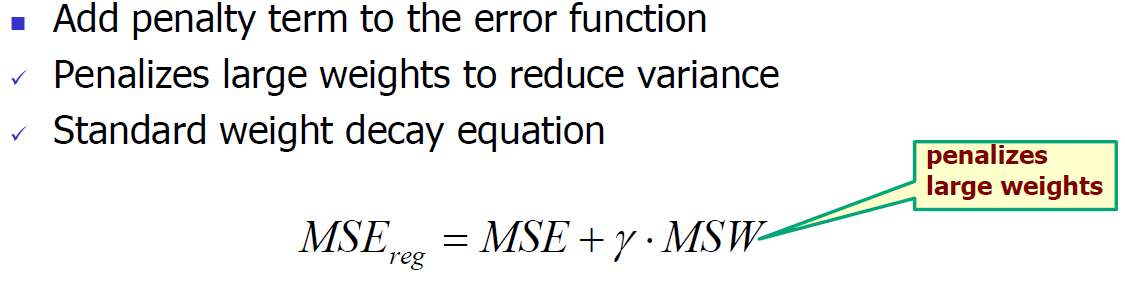 Add penalty term to the error function
Penalizes large weights to reduce variance
Standard weight decay equation
penalizes
large weights
MSE_reg = MSE + γ · MSW